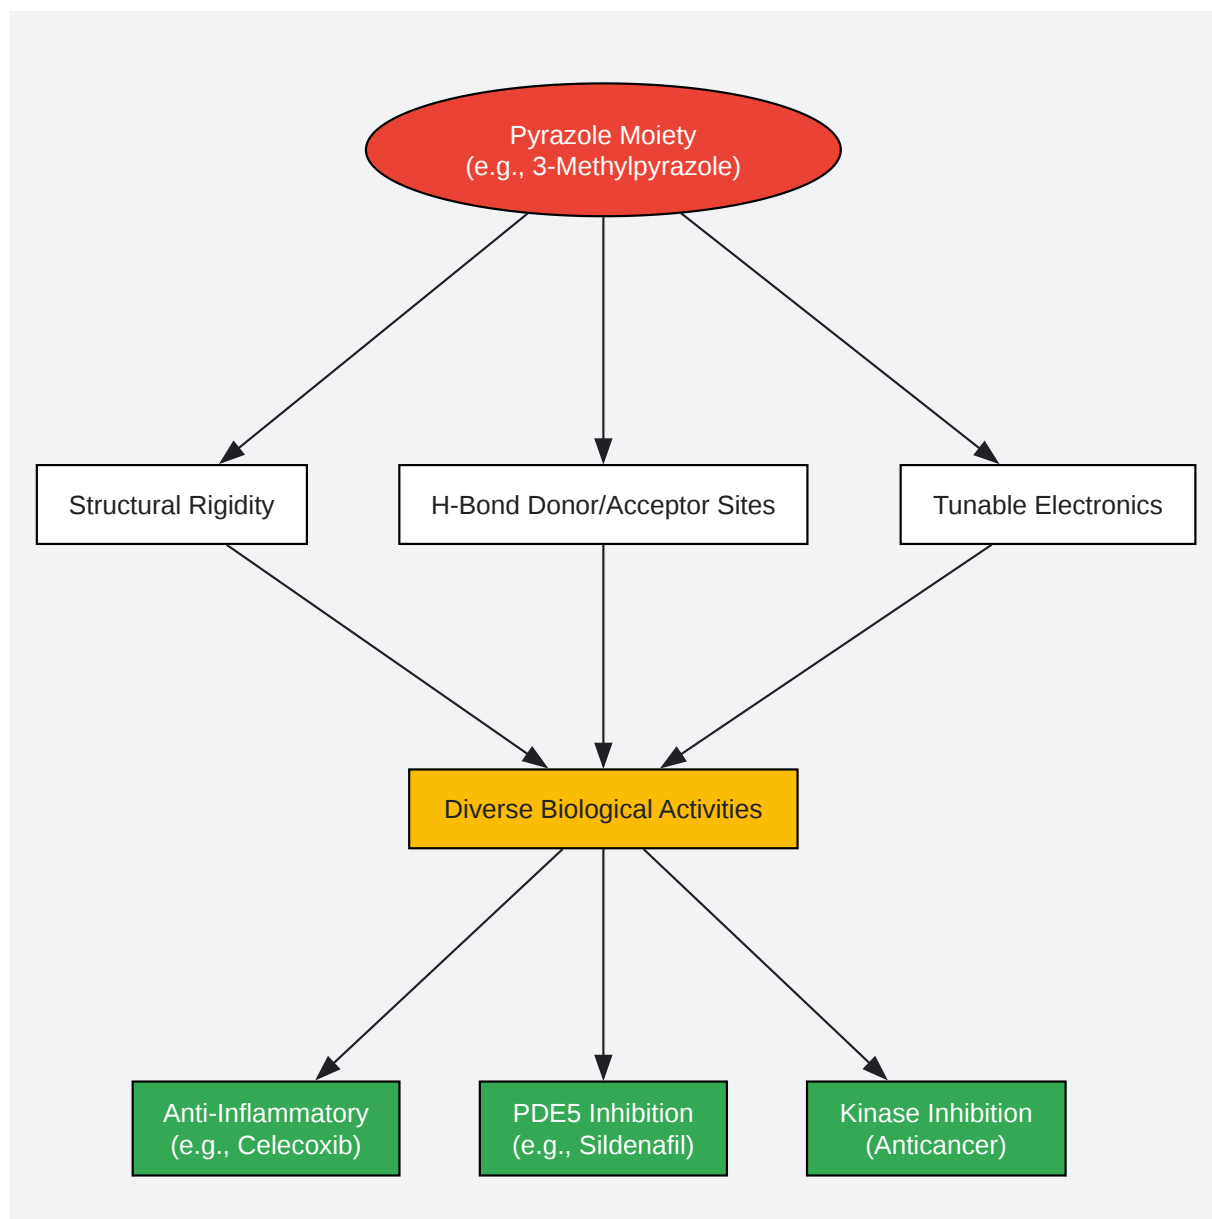 Pyrazole Moiety
(e.g., 3-Methylpyrazole)
Structural Rigidity
H-Bond Donor/Acceptor Sites
Tunable Electronics
Diverse Biological Activities
Anti-Inflammatory
(e.g., Celecoxib)
PDE5 Inhibition
(e.g., Sildenafil)
Kinase Inhibition
(Anticancer)